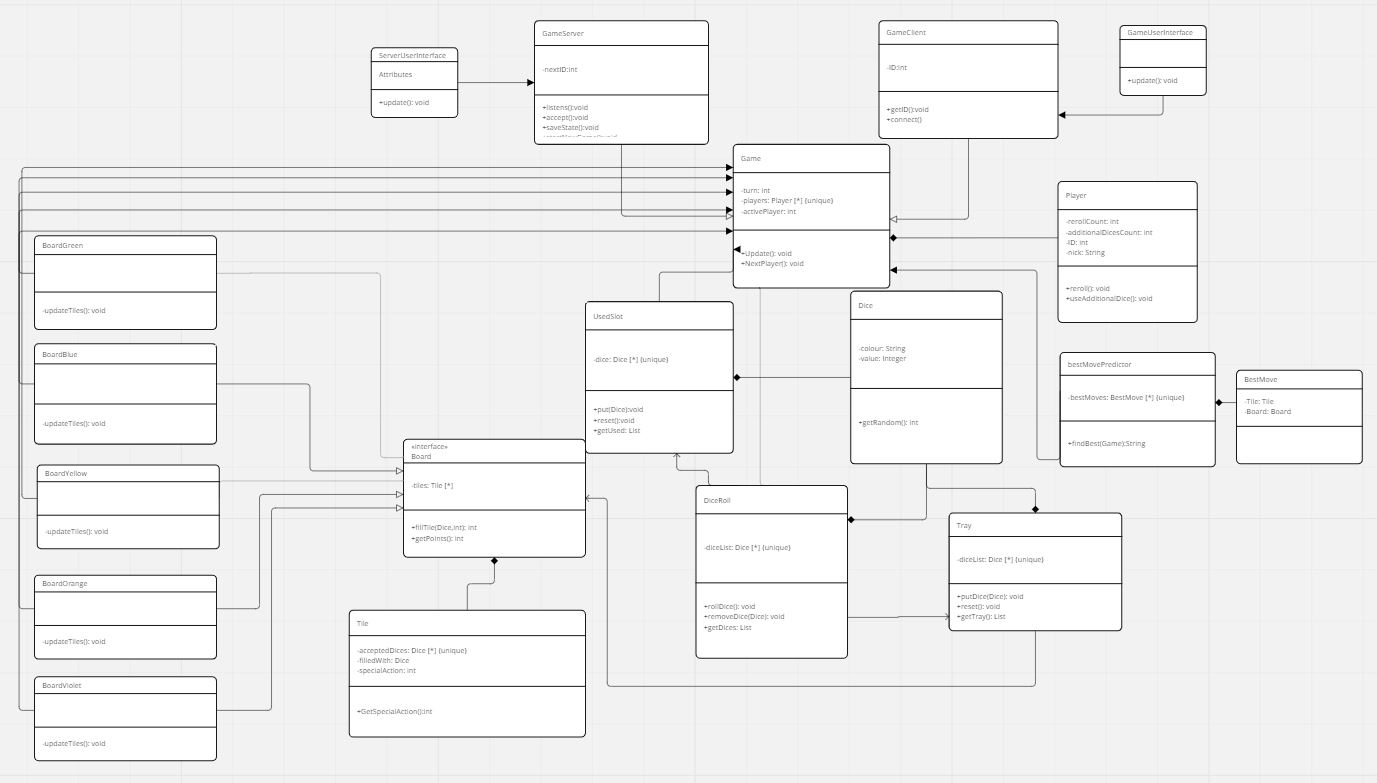 GameServer
-nextID:int
+listens():void
+accept():void
+saveState():void
ServerUserInterface
Attributes
+update(): void
GameClient
-ID:int
+getID():void
+connect()
GameUserInterface
+update(): void
Game
-turn: int
-players: Player [*] {unique}
-activePlayer: int
+Update(): void
+NextPlayer(): void
Player
-rerollCount: int
-additionalDicesCount: int
-ID: int
-nick: String
+reroll(): void
+useAdditionalDice(): void
BoardGreen
-updateTiles(): void
BoardBlue
-updateTiles(): void
BoardYellow
-updateTiles(): void
BoardOrange
-updateTiles(): void
BoardViolet
-updateTiles(): void
UsedSlot
-dice: Dice [*] {unique}
+put(Dice):void
+reset():void
+getUsed: List
Dice
-colour: String
-value: Integer
+getRandom(): int
bestMovePredictor
-bestMoves: BestMove [*] {unique}
+findBest(Game):String
BestMove
-Tile: Tile
-Board: Board
«interface»
Board
-tiles: Tile [*]
+fillTile(Dice,int): int
+getPoints(): int
DiceRoll
-diceList: Dice [*] {unique}
+rollDice(): void
+removeDice(Dice): void
+getDices: List
Tray
-diceList: Dice [*] {unique}
+putDice(Dice): void
+reset(): void
+getTray(): List
Tile
-acceptedDices: Dice [*] {unique}
-filledWith: Dice
-specialAction: int
+GetSpecialAction():int